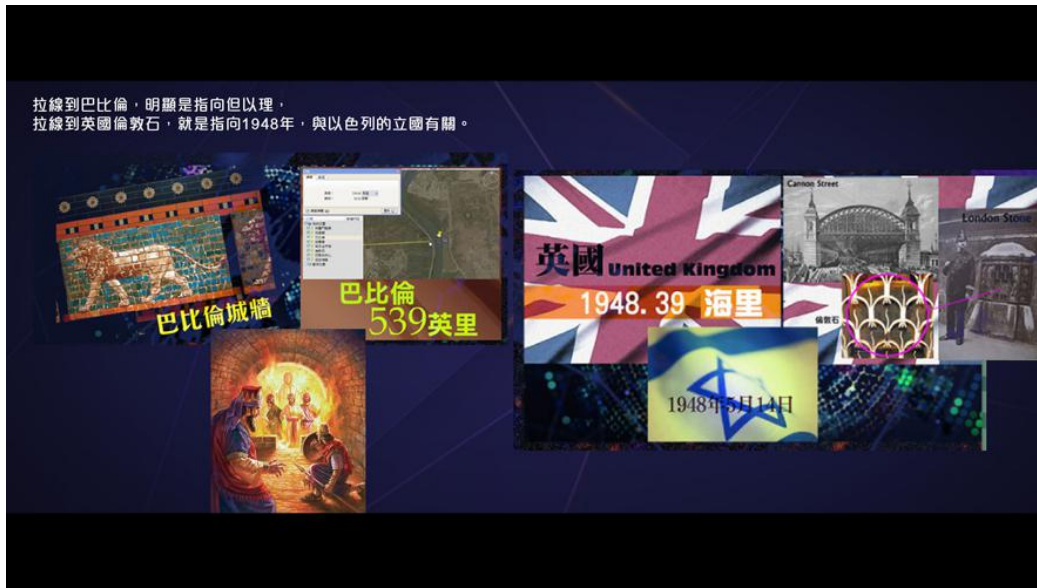 拉線到巴比倫，明顯是指向但以理，
拉線到英國倫敦石，就是指向1948年，與以色列的立國有關。
巴比倫城牆
巴比倫
539英里
英國 United Kingdom
1948.39 海里
1948年5月14日
Cannon Street
London Stone
倫敦石